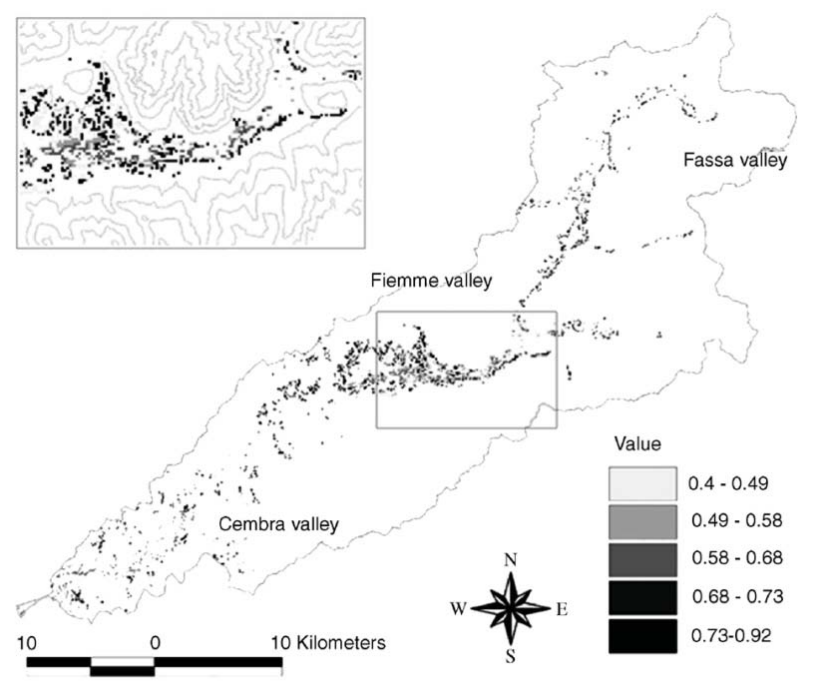 Fassa valley
Fiemme valley
Cembra valley
Value
0.4 - 0.49
0.49 - 0.58
0.58 - 0.68
0.68 - 0.73
0.73-0.92
N
W E
S
10 0 10 Kilometers